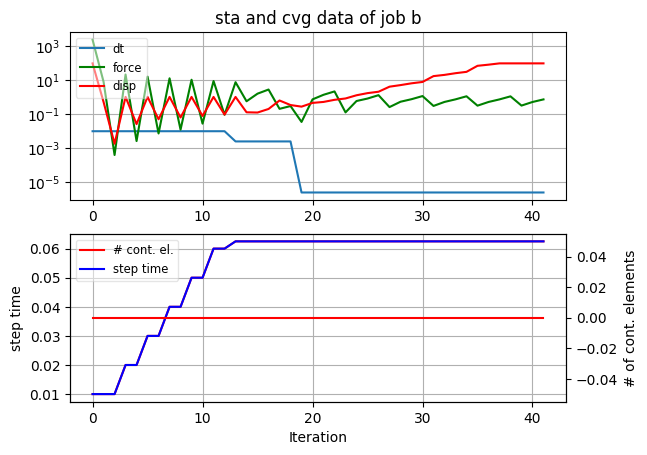 sta and cvg data of job b
10^3
10^1
10^-1
10^-3
10^-5
dt
force
disp
0 10 20 30 40
step time
0.06
0.05
0.04
0.03
0.02
0.01
# cont. el.
step time
0.04
0.02
0.00
−0.02
−0.04
# of cont. elements
0 10 20 30 40
Iteration